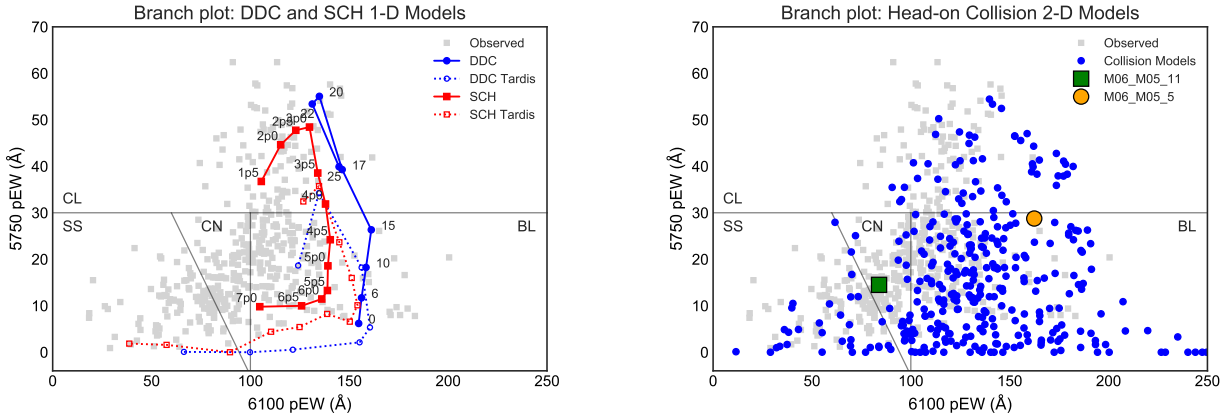 Branch plot: DDC and SCH 1-D Models
70
60
50
40
30
20
10
0
0
50
100
150
200
250
5750 pEW (Å)
6100 pEW (Å)
Observed
DDC
DDC Tardis
SCH
SCH Tardis
CL
SS
CN
BL
20
22
3p0
2p5
2p0
1p5
3p5
25
17
4p0
15
4p5
5p0
10
5p5
6p0
6p5
7p0
6
0
Branch plot: Head-on Collision 2-D Models
70
60
50
40
30
20
10
0
0
50
100
150
200
250
5750 pEW (Å)
6100 pEW (Å)
Observed
Collision Models
M06_M05_11
M06_M05_5
CL
SS
CN
BL